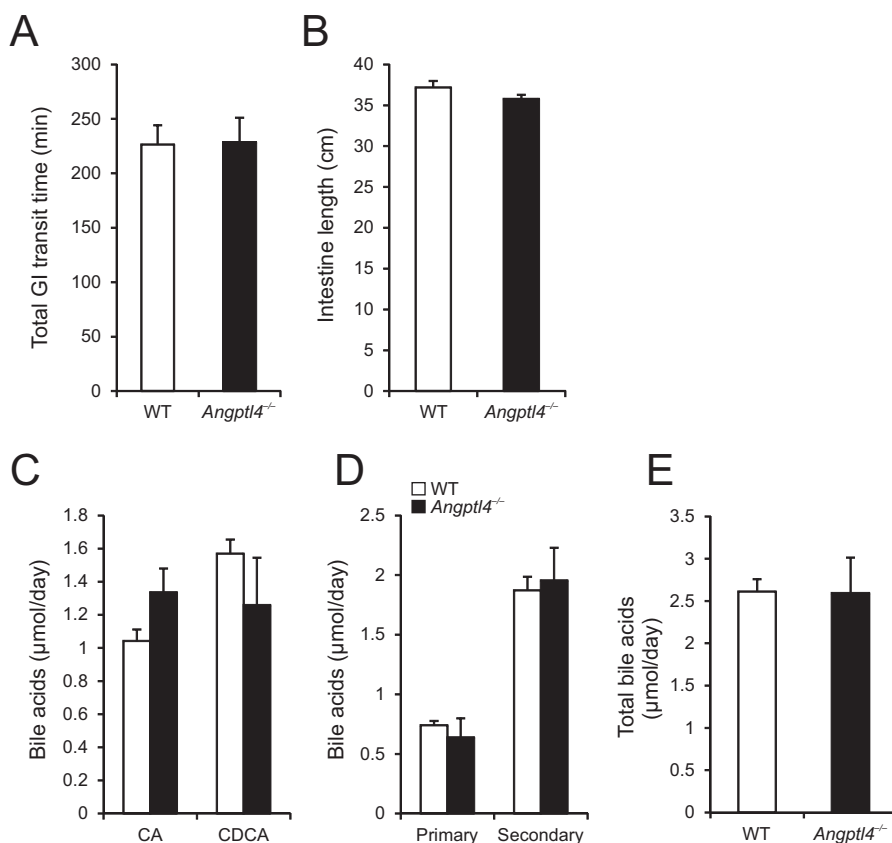 A
Total GI transit time (min)
300
250
200
150
100
50
0
WT
Angptl4–/–
B
Intestine length (cm)
40
35
30
25
20
15
10
5
0
WT
Angptl4–/–
C
Bile acids (µmol/day)
1.8
1.6
1.4
1.2
1
0.8
0.6
0.4
0.2
0
CA
CDCA
D
WT
Angptl4–/–
Bile acids (µmol/day)
2.5
2
1.5
1
0.5
0
Primary
Secondary
E
Total bile acids
(µmol/day)
3.5
3
2.5
2
1.5
1
0.5
0
WT
Angptl4–/–